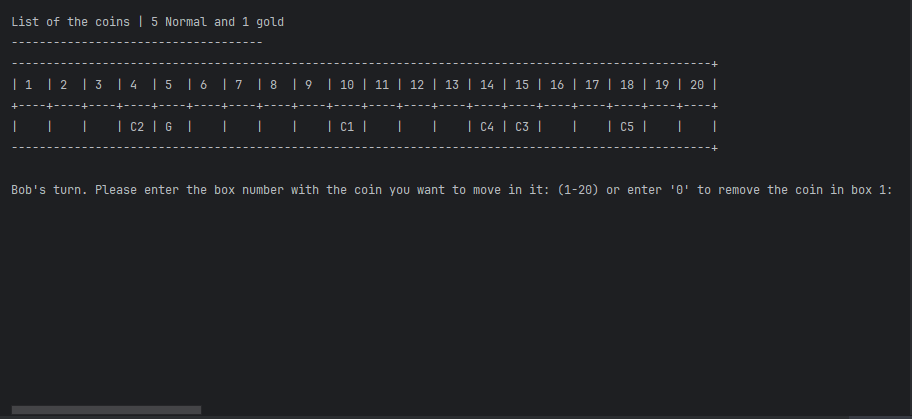 List of the coins | 5 Normal and 1 gold
------------------------------------
----------------------------------------------------------------------------------------------------+
| 1  | 2  | 3  | 4  | 5  | 6  | 7  | 8  | 9  | 10 | 11 | 12 | 13 | 14 | 15 | 16 | 17 | 18 | 19 | 20 |
+----+----+----+----+----+----+----+----+----+----+----+----+----+----+----+----+----+----+----+----+
|    |    |    | C2 | G  |    |    |    |    | C1 |    |    |    | C4 | C3 |    |    | C5 |    |    |
----------------------------------------------------------------------------------------------------+
Bob's turn. Please enter the box number with the coin you want to move in it: (1-20) or enter '0' to remove the coin in box 1: